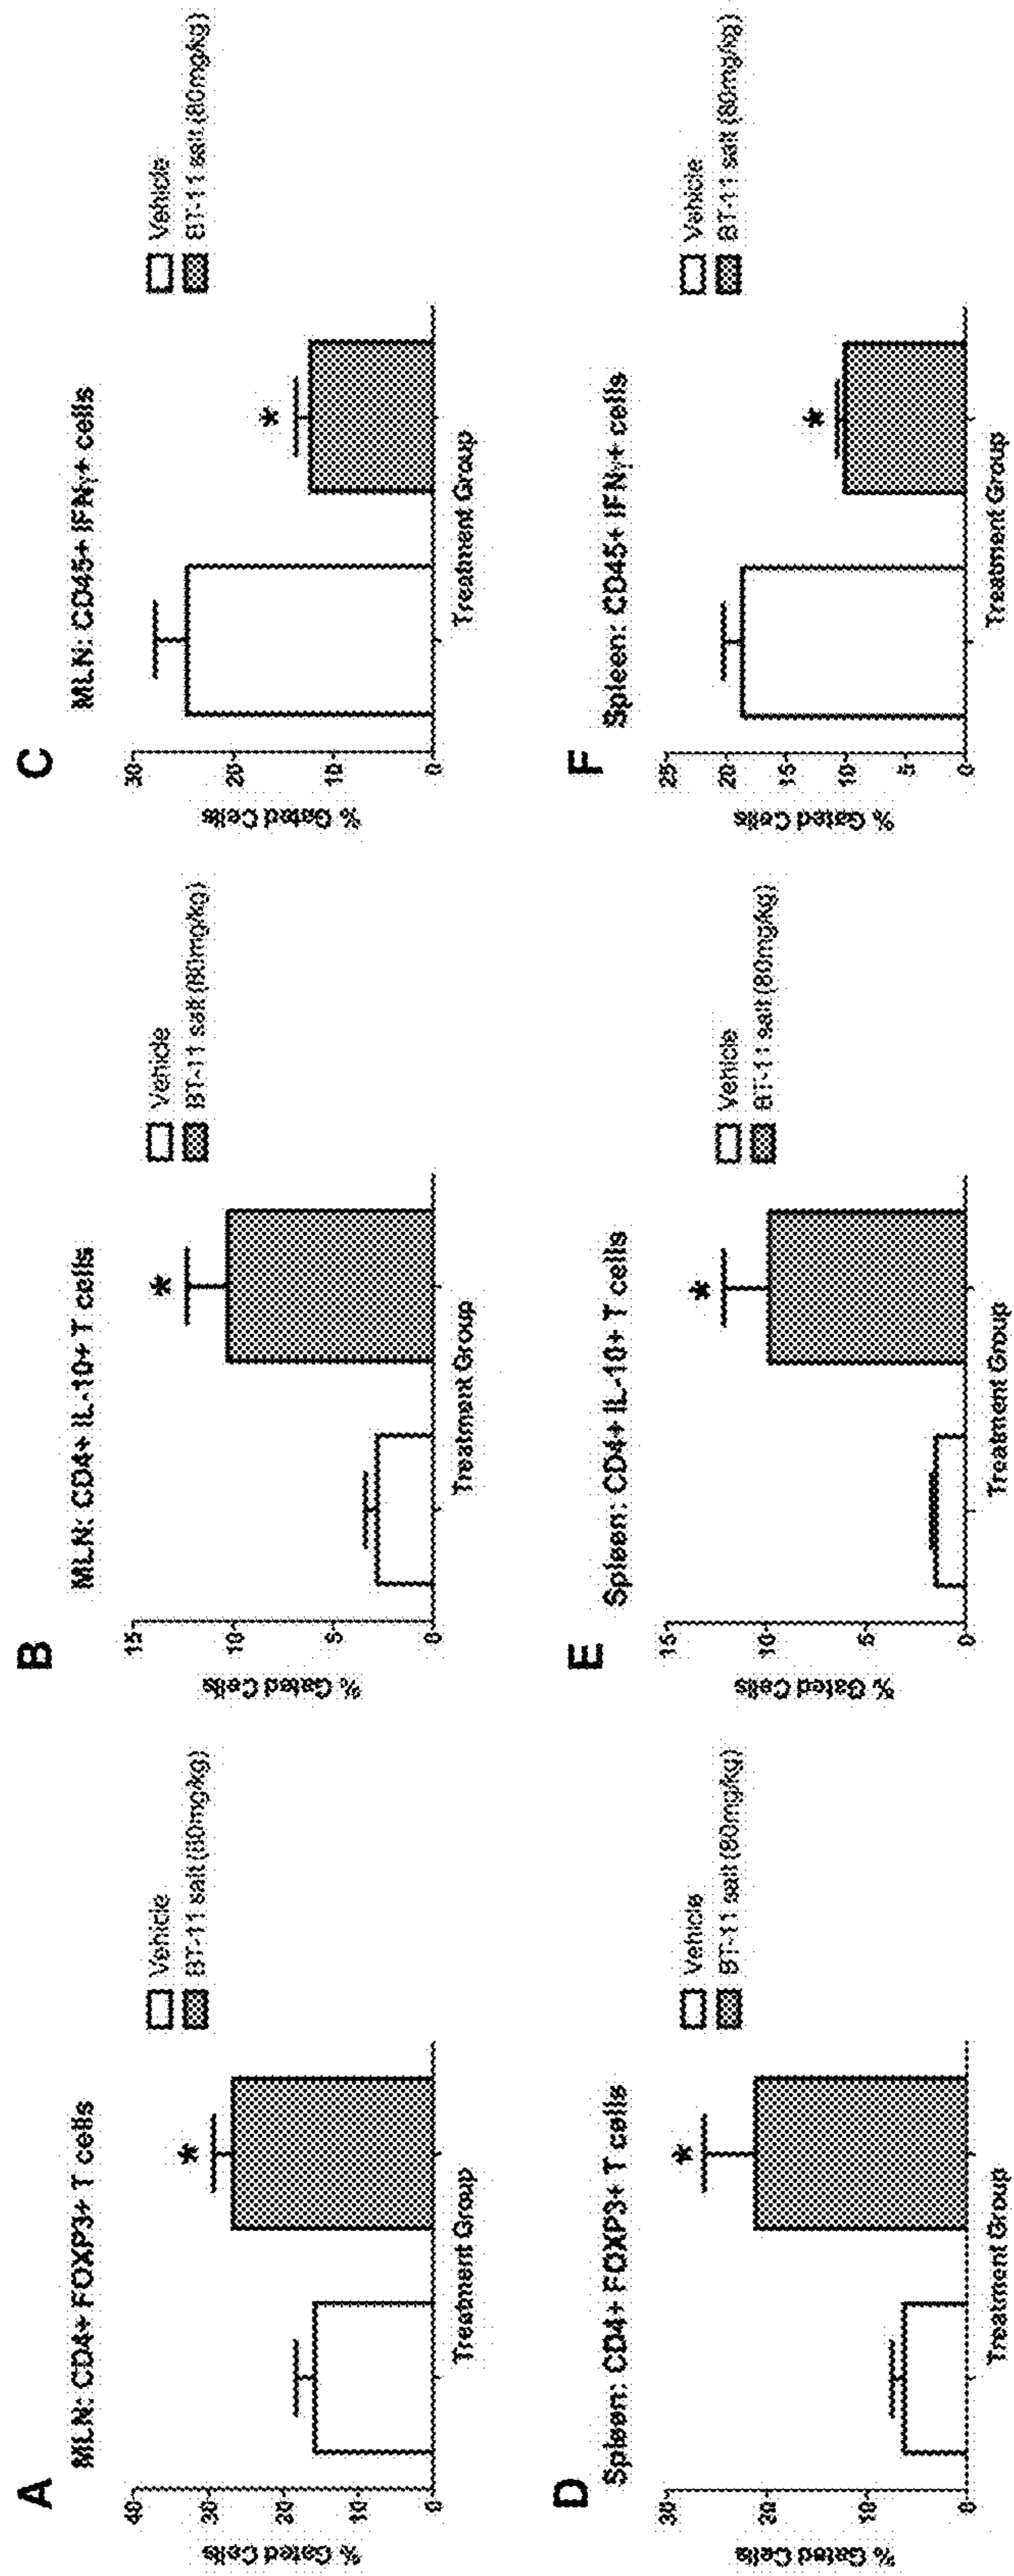 A
MLN: CD4+ FOXP3+ T cells
% Gated Cells
40
30
20
10
0
Treatment Group
*
Vehicle
BT-11 salt (80mg/kg)
B
MLN: CD4+ IL-10+ T cells
% Gated Cells
15
10
5
0
Treatment Group
*
Vehicle
BT-11 salt (80mg/kg)
C
MLN: CD45+ IFNγ+ cells
% Gated Cells
30
20
10
0
Treatment Group
*
Vehicle
BT-11 salt (80mg/kg)
D
Spleen: CD4+ FOXP3+ T cells
% Gated Cells
30
20
10
0
Treatment Group
*
Vehicle
BT-11 salt (80mg/kg)
E
Spleen: CD4+ IL-10+ T cells
% Gated Cells
15
10
5
0
Treatment Group
*
Vehicle
BT-11 salt (80mg/kg)
F
Spleen: CD45+ IFNγ+ cells
% Gated Cells
25
20
15
10
5
0
Treatment Group
*
Vehicle
BT-11 salt (80mg/kg)